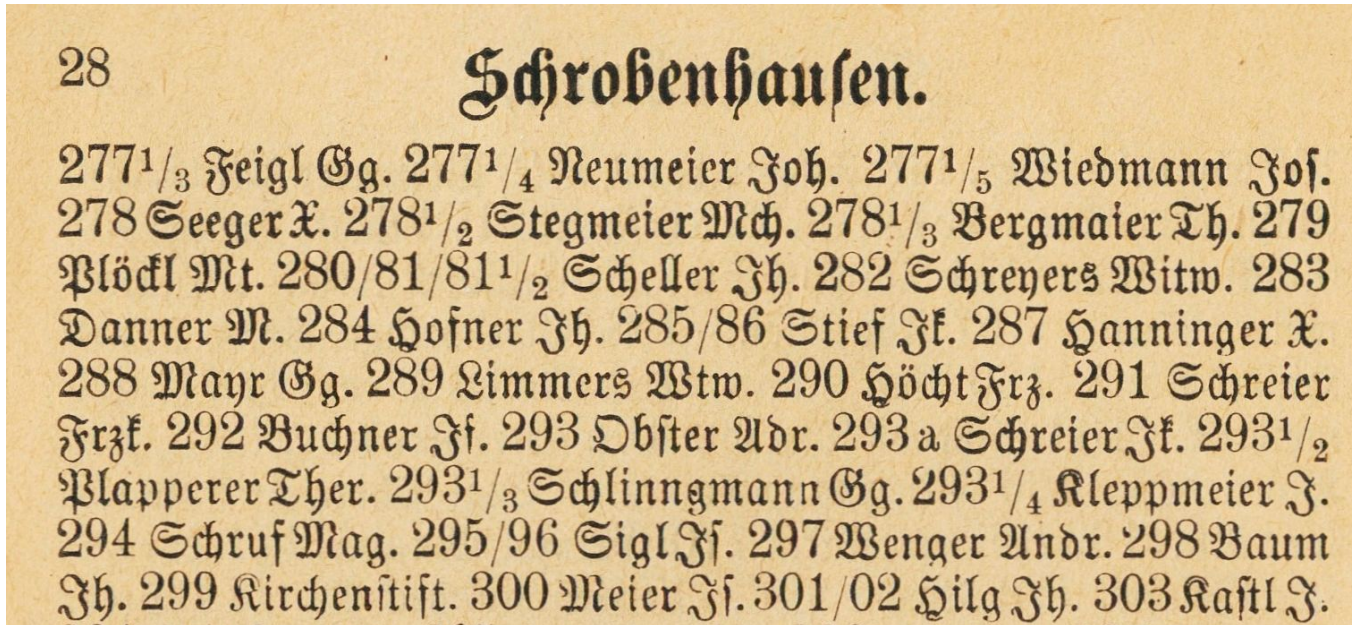 28
Schrobenhausen.
277¹/₃ Feigl Gg. 277¹/₄ Neumeier Joh. 277¹/₅ Wiedmann Jos.
278 Seeger X. 278¹/₂ Stegmeier Mch. 278¹/₃ Bergmaier Th. 279
Plöckl Mt. 280/81/81¹/₂ Scheller Jh. 282 Schreyers Witw. 283
Danner M. 284 Hofner Jh. 285/86 Stief Jk. 287 Hanninger X.
288 Mayr Gg. 289 Limmers Wtw. 290 Höcht Frz. 291 Schreier
Frzk. 292 Buchner Js. 293 Obster Adr. 293a Schreier Jk. 293¹/₂
Plapperer Ther. 293¹/₃ Schlinngmann Gg. 293¹/₄ Kleppmeier J.
294 Schruf Mag. 295/96 Sigl Js. 297 Wenger Andr. 298 Baum
Jh. 299 Kirchenstift. 300 Meier Js. 301/02 Hilg Jh. 303 Kastl J.